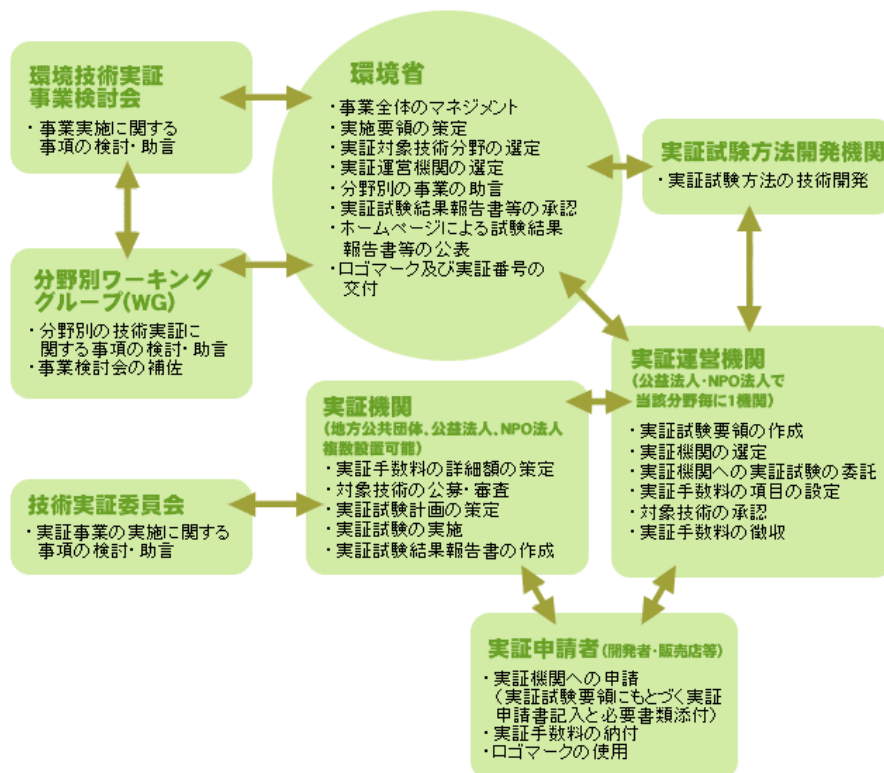 環境技術実証
事業検討会
・事業実施に関する
事項の検討・助言
環境省
・事業全体のマネジメント
・実施要領の策定
・実証対象技術分野の選定
・実証運営機関の選定
・分野別の事業の助言
・実証試験結果報告書等の承認
・ホームページによる試験結果
報告書等の公表
・ロゴマーク及び実証番号の
交付
実証試験方法開発機関
・実証試験方法の技術開発
分野別ワーキング
グループ(WG)
・分野別の技術実証に
関する事項の検討・助言
・事業検討会の補佐
実証運営機関
(公益法人・NPO法人で
当該分野毎に1機関)
・実証試験要領の作成
・実証機関の選定
・実証機関への実証試験の委託
・実証手数料の項目の設定
・対象技術の承認
・実証手数料の徴収
実証機関
(地方公共団体、公益法人、NPO法人
複数設置可能)
・実証手数料の詳細額の策定
・対象技術の公募・審査
・実証試験計画の策定
・実証試験の実施
・実証試験結果報告書の作成
技術実証委員会
・実証事業の実施に関する
事項の検討・助言
実証申請者(開発者・販売店等)
・実証機関への申請
(実証試験要領にもとづく実証
申請書記入と必要書類添付)
・実証手数料の納付
・ロゴマークの使用